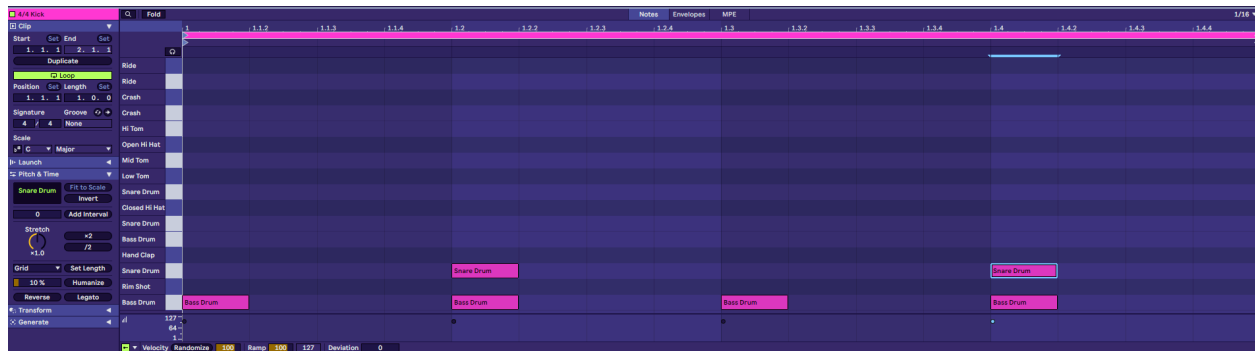 4/4 Kick Fold Notes Envelopes MPE 1/16
Clip 1 1.1.2 1.1.3 1.1.4 1.2 1.2.2 1.2.3 1.2.4 1.3 1.3.2 1.3.3 1.3.4 1.4 1.4.2 1.4.3 1.4.4
Start Set End Set
1. 1. 1 2. 1. 1
Duplicate
Loop
Position Set Length Set
1. 1. 1 1. 0. 0
Signature Groove
4 / 4 None
Scale
C Major
Launch
Pitch & Time
Snare Drum Fit to Scale
Invert
0 Add Interval
Stretch
×2
/2
×1.0
Grid Set Length
10 % Humanize
Reverse Legato
Transform
Generate
Ride
Ride
Crash
Crash
Hi Tom
Open Hi Hat
Mid Tom
Low Tom
Snare Drum
Closed Hi Hat
Snare Drum
Bass Drum
Hand Clap
Snare Drum Snare Drum Snare Drum
Rim Shot
Bass Drum Bass Drum Bass Drum Bass Drum Bass Drum
127
64
1
Velocity Randomize 100 Ramp 100 127 Deviation 0